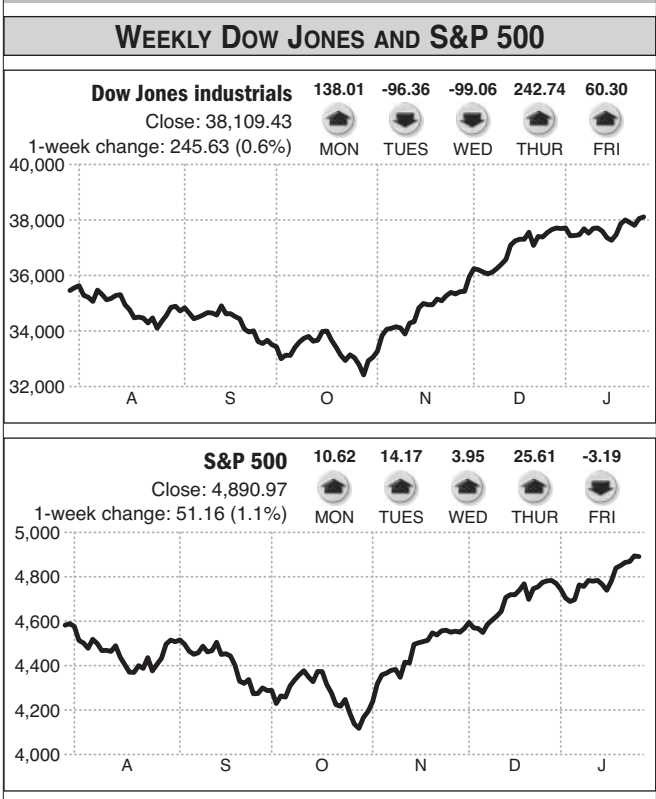 WEEKLY DOW JONES AND S&P 500
Dow Jones industrials
Close: 38,109.43
1-week change: 245.63 (0.6%)
138.01 -96.36 -99.06 242.74 60.30
MON TUES WED THUR FRI
40,000
38,000
36,000
34,000
32,000
A S O N D J
S&P 500
Close: 4,890.97
1-week change: 51.16 (1.1%)
10.62 14.17 3.95 25.61 -3.19
MON TUES WED THUR FRI
5,000
4,800
4,600
4,400
4,200
4,000
A S O N D J